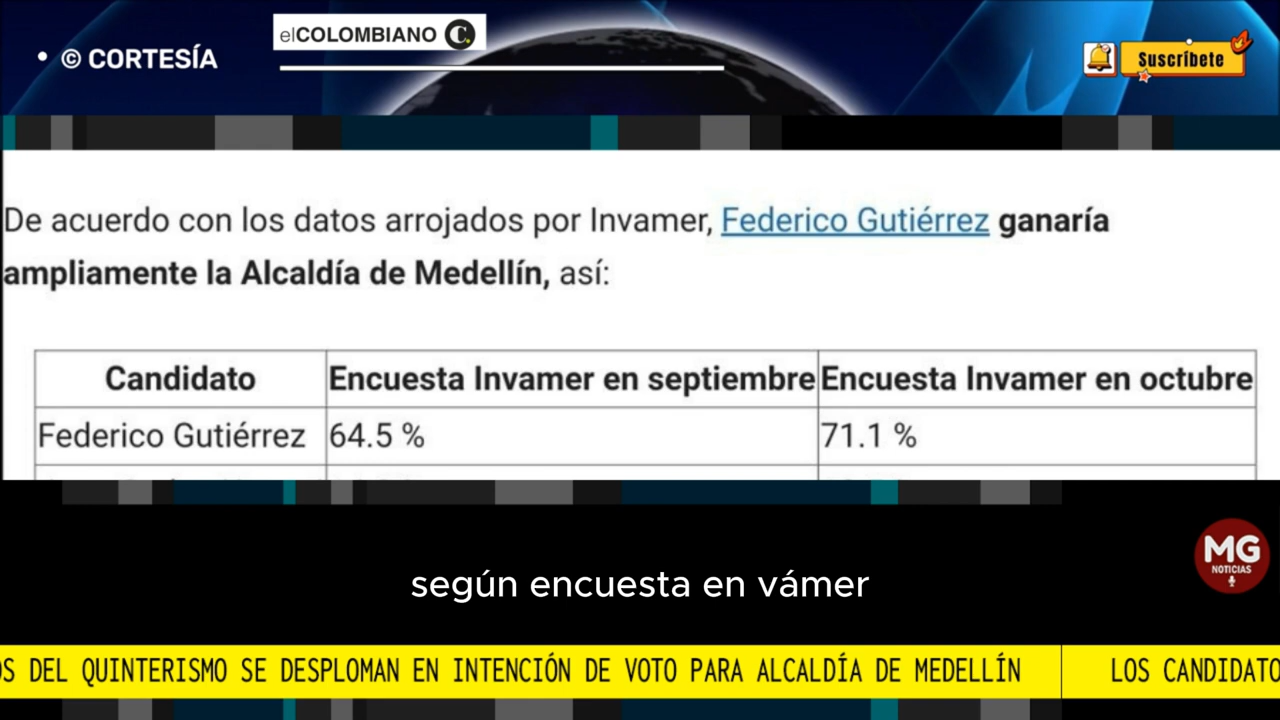 elCOLOMBIANO C.
• © CORTESÍA
Suscríbete
De acuerdo con los datos arrojados por Invamer, Federico Gutiérrez ganaría
ampliamente la Alcaldía de Medellín, así:
Candidato Encuesta Invamer en septiembre Encuesta Invamer en octubre
Federico Gutiérrez 64.5 % 71.1 %
MG
NOTICIAS
según encuesta en vámer
S DEL QUINTERISMO SE DESPLOMAN EN INTENCIÓN DE VOTO PARA ALCALDÍA DE MEDELLÍN LOS CANDIDATO